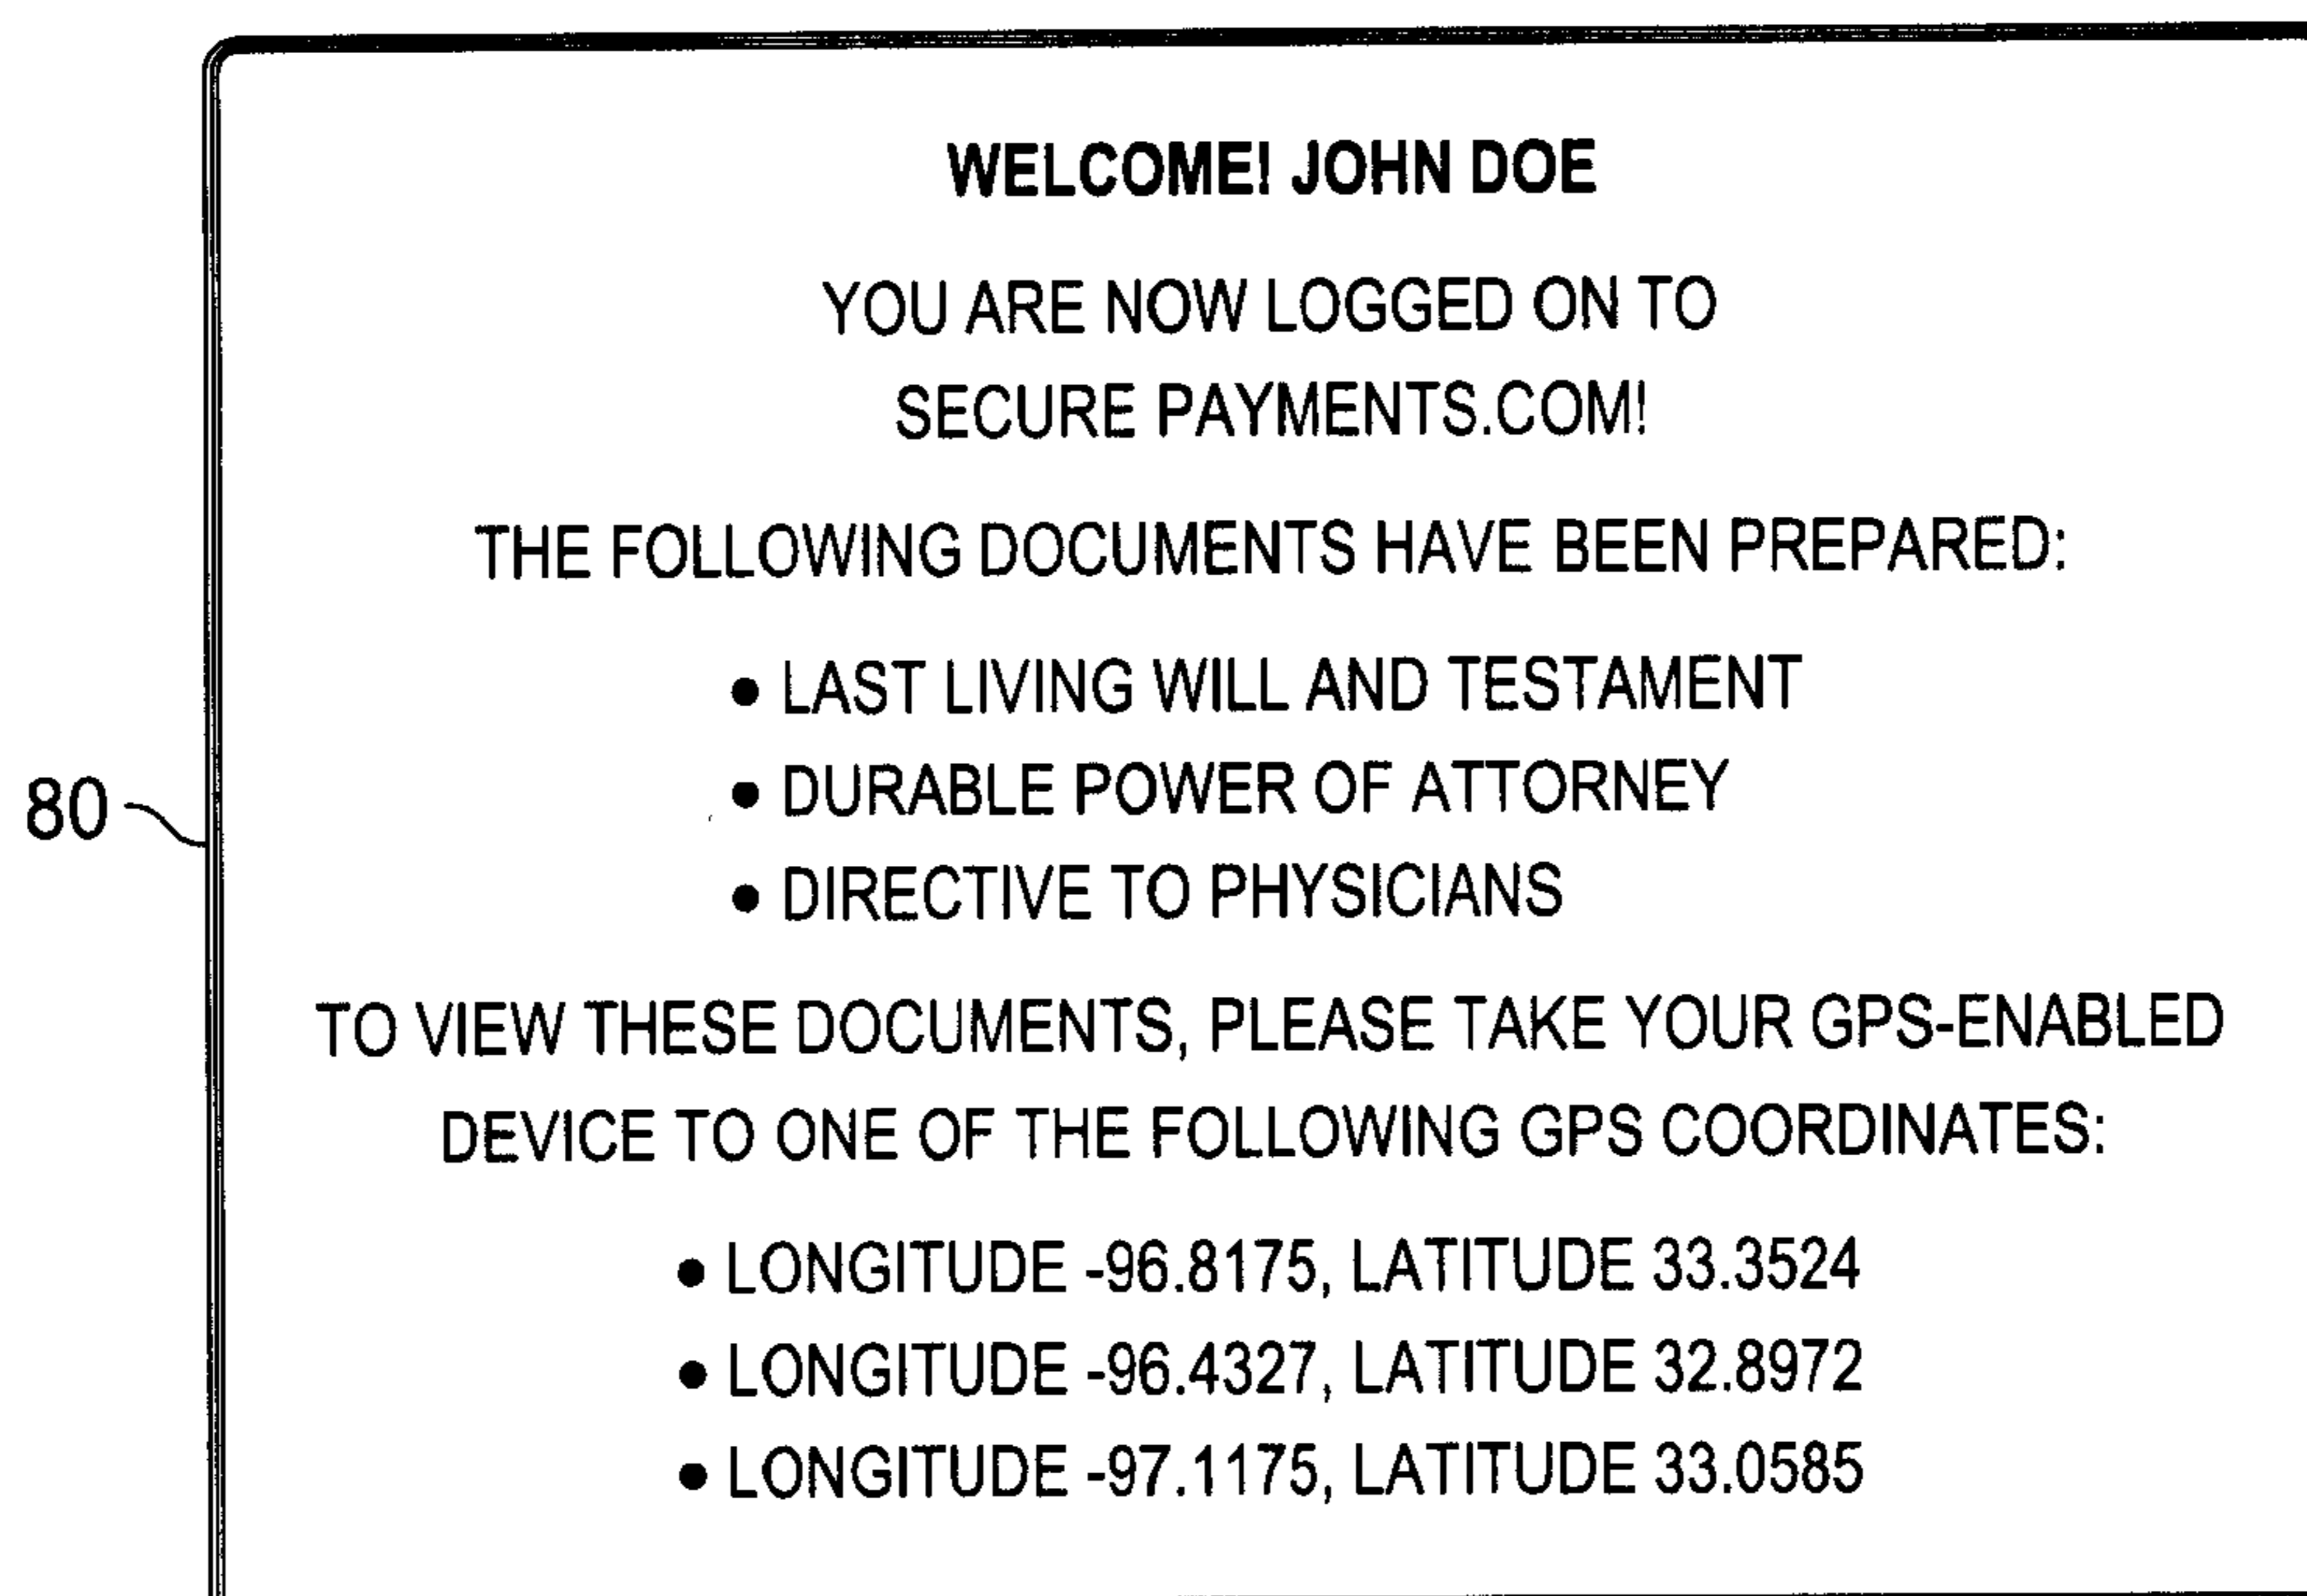 WELCOME! JOHN DOE
YOU ARE NOW LOGGED ON TO
SECURE PAYMENTS.COM!
THE FOLLOWING DOCUMENTS HAVE BEEN PREPARED:
• LAST LIVING WILL AND TESTAMENT
• DURABLE POWER OF ATTORNEY
80
• DIRECTIVE TO PHYSICIANS
TO VIEW THESE DOCUMENTS, PLEASE TAKE YOUR GPS-ENABLED
DEVICE TO ONE OF THE FOLLOWING GPS COORDINATES:
• LONGITUDE -96.8175, LATITUDE 33.3524
• LONGITUDE -96.4327, LATITUDE 32.8972
• LONGITUDE -97.1175, LATITUDE 33.0585